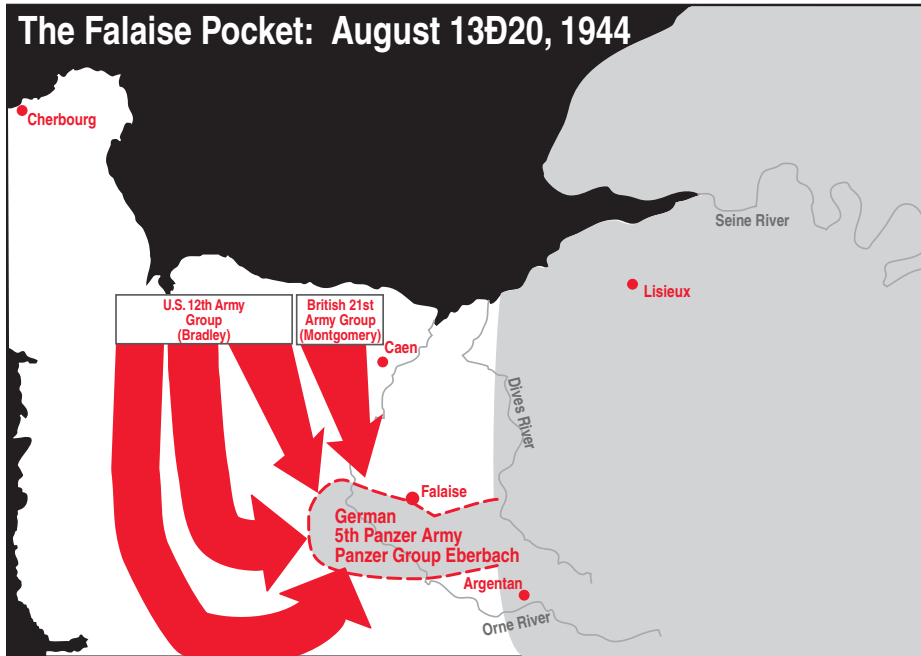 The Falaise Pocket: August 13Ð20, 1944
Cherbourg
Seine River
Lisieux
U.S. 12th Army
Group
(Bradley)
British 21st
Army Group
(Montgomery)
Caen
Dives River
Falaise
German
5th Panzer Army
Panzer Group Eberbach
Argentan
Orne River